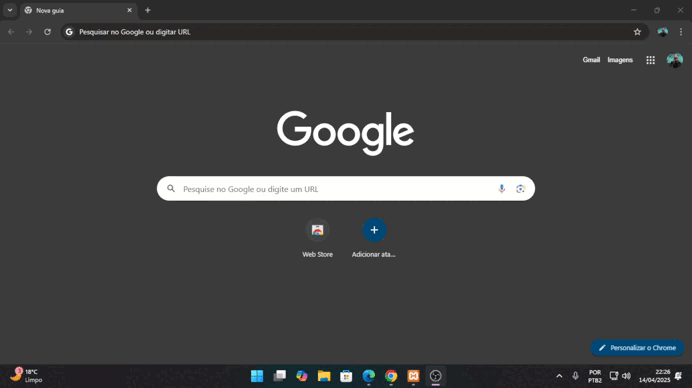 Nova guia
Pesquisar no Google ou digitar URL
Gmail Imagens
Google
Pesquise no Google ou digite um URL
Web Store Adicionar ata...
Personalizar o Chrome
18°C
Limpo
POR
PTB2
22:26
14/04/2025